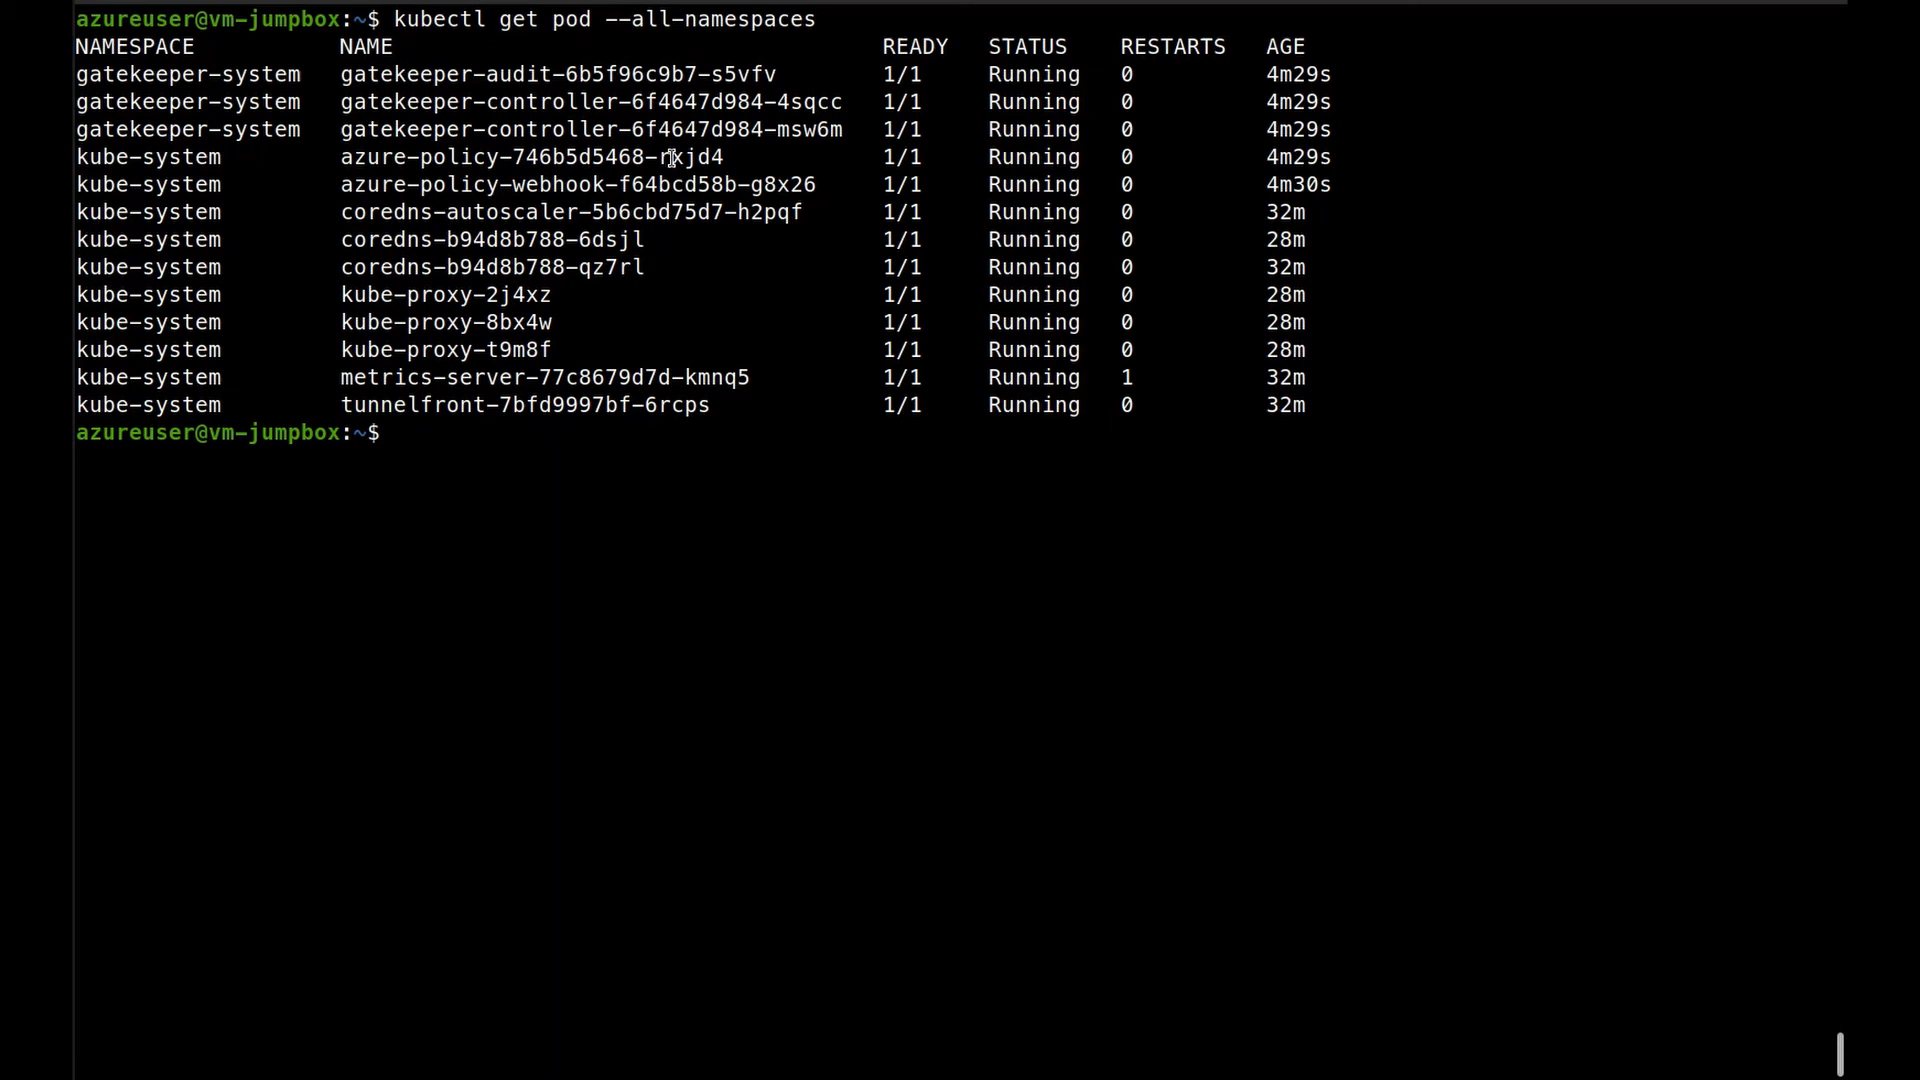 azureuser@vm-jumpbox:~$ kubectl get pod --all-namespaces
NAMESPACE           NAME                                     READY   STATUS    RESTARTS   AGE
gatekeeper-system   gatekeeper-audit-6b5f96c9b7-s5vfv        1/1     Running   0          4m29s
gatekeeper-system   gatekeeper-controller-6f4647d984-4sqcc   1/1     Running   0          4m29s
gatekeeper-system   gatekeeper-controller-6f4647d984-msw6m   1/1     Running   0          4m29s
kube-system         azure-policy-746b5d5468-rxjd4            1/1     Running   0          4m29s
kube-system         azure-policy-webhook-f64bcd58b-g8x26     1/1     Running   0          4m30s
kube-system         coredns-autoscaler-5b6cbd75d7-h2pqf      1/1     Running   0          32m
kube-system         coredns-b94d8b788-6dsjl                  1/1     Running   0          28m
kube-system         coredns-b94d8b788-qz7rl                  1/1     Running   0          32m
kube-system         kube-proxy-2j4xz                         1/1     Running   0          28m
kube-system         kube-proxy-8bx4w                         1/1     Running   0          28m
kube-system         kube-proxy-t9m8f                         1/1     Running   0          28m
kube-system         metrics-server-77c8679d7d-kmnq5          1/1     Running   1          32m
kube-system         tunnelfront-7bfd9997bf-6rcps             1/1     Running   0          32m
azureuser@vm-jumpbox:~$